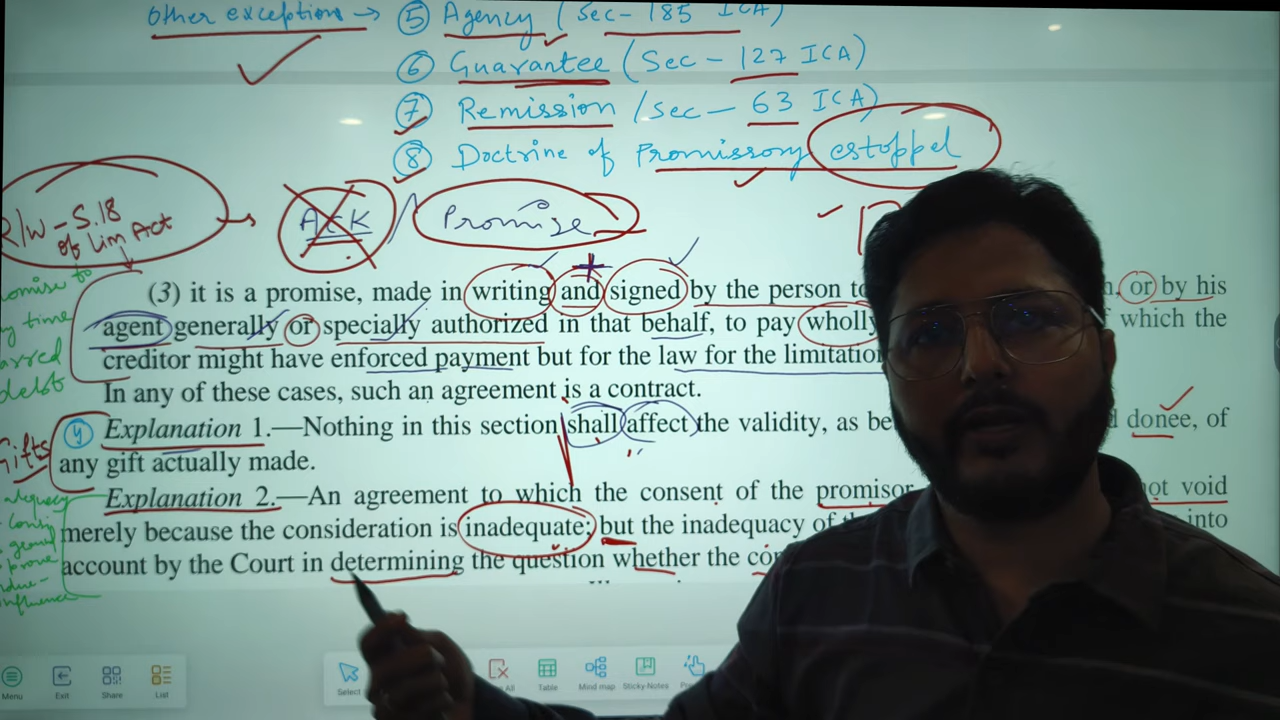 Other exceptions → ⑤ Agency (Sec- 185 ICA)
⑥ Guarantee (Sec - 127 ICA)
⑦ Remission /sec- 63 ICA)
⑧ Doctrine of Promissory estoppel
R/W - S.18
of Lim Act
Ack / Promise
(3) it is a promise, made in writing and signed by the person to or by his
agent generally or specially authorized in that behalf, to pay wholly which the
creditor might have enforced payment but for the law for the limitation
In any of these cases, such an agreement is a contract.
Gifts
y Explanation 1.—Nothing in this section shall affect the validity, as donee, of
any gift actually made.
Explanation 2.—An agreement to which the consent of the promisor not void
merely because the consideration is inadequate; but the inadequacy of into
account by the Court in determining the question whether the
time
debt
prove
influence
Menu
Exit
Share
List
Select
Table
Mind map
Sticky Notes